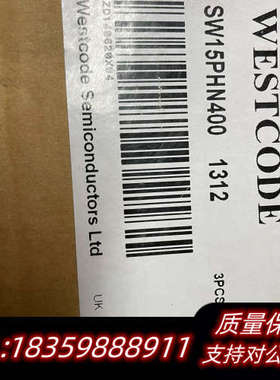 WESTCODE
SW15PHN400 1312
3PCS
Westcode Semiconductors Ltd
UK
质量保
:18359888911
支持对公